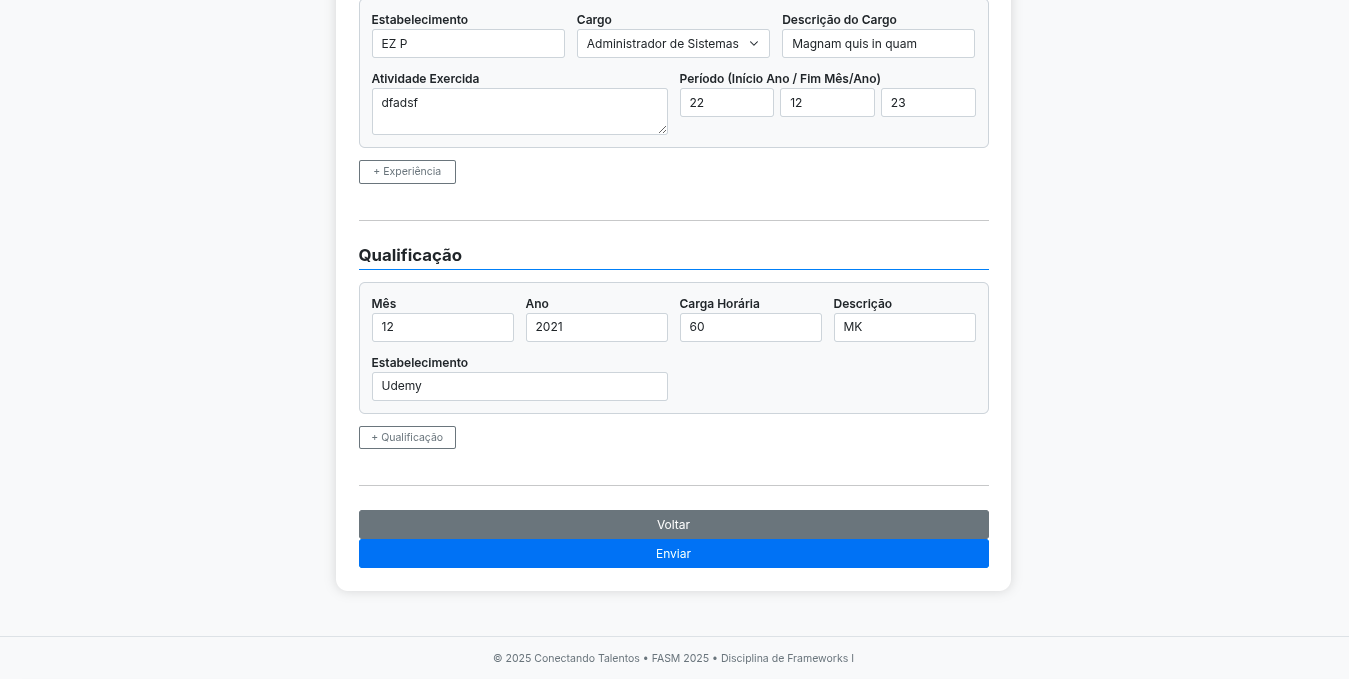 Estabelecimento Cargo Descrição do Cargo
EZ P Administrador de Sistemas Magnam quis in quam
Atividade Exercida Período (Início Ano / Fim Mês/Ano)
dfadsf 22 12 23
+ Experiência
Qualificação
Mês Ano Carga Horária Descrição
12 2021 60 MK
Estabelecimento
Udemy
+ Qualificação
Voltar
Enviar
© 2025 Conectando Talentos • FASM 2025 • Disciplina de Frameworks I